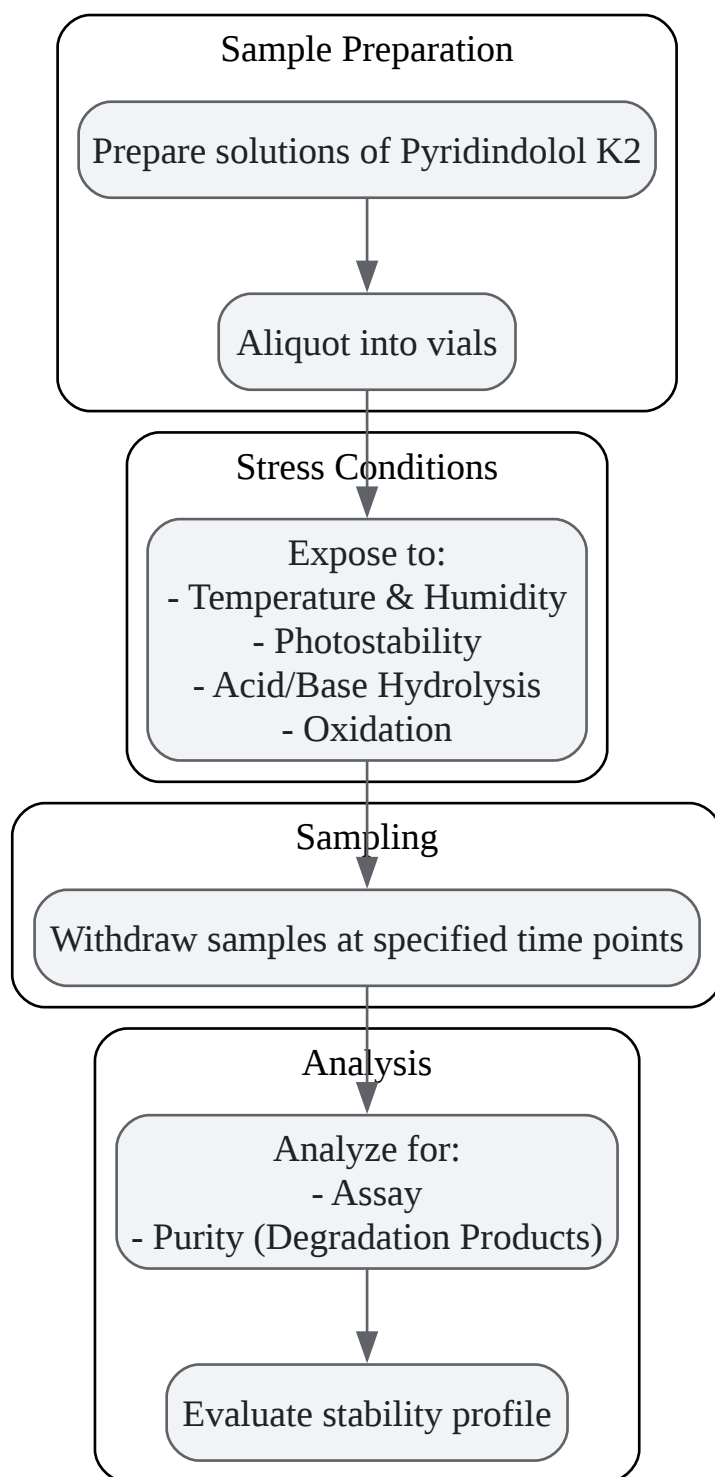 Sample Preparation
Prepare solutions of Pyridindolol K2
Aliquot into vials
Stress Conditions
Expose to:
- Temperature & Humidity
- Photostability
- Acid/Base Hydrolysis
- Oxidation
Sampling
Withdraw samples at specified time points
Analysis
Analyze for:
- Assay
- Purity (Degradation Products)
Evaluate stability profile